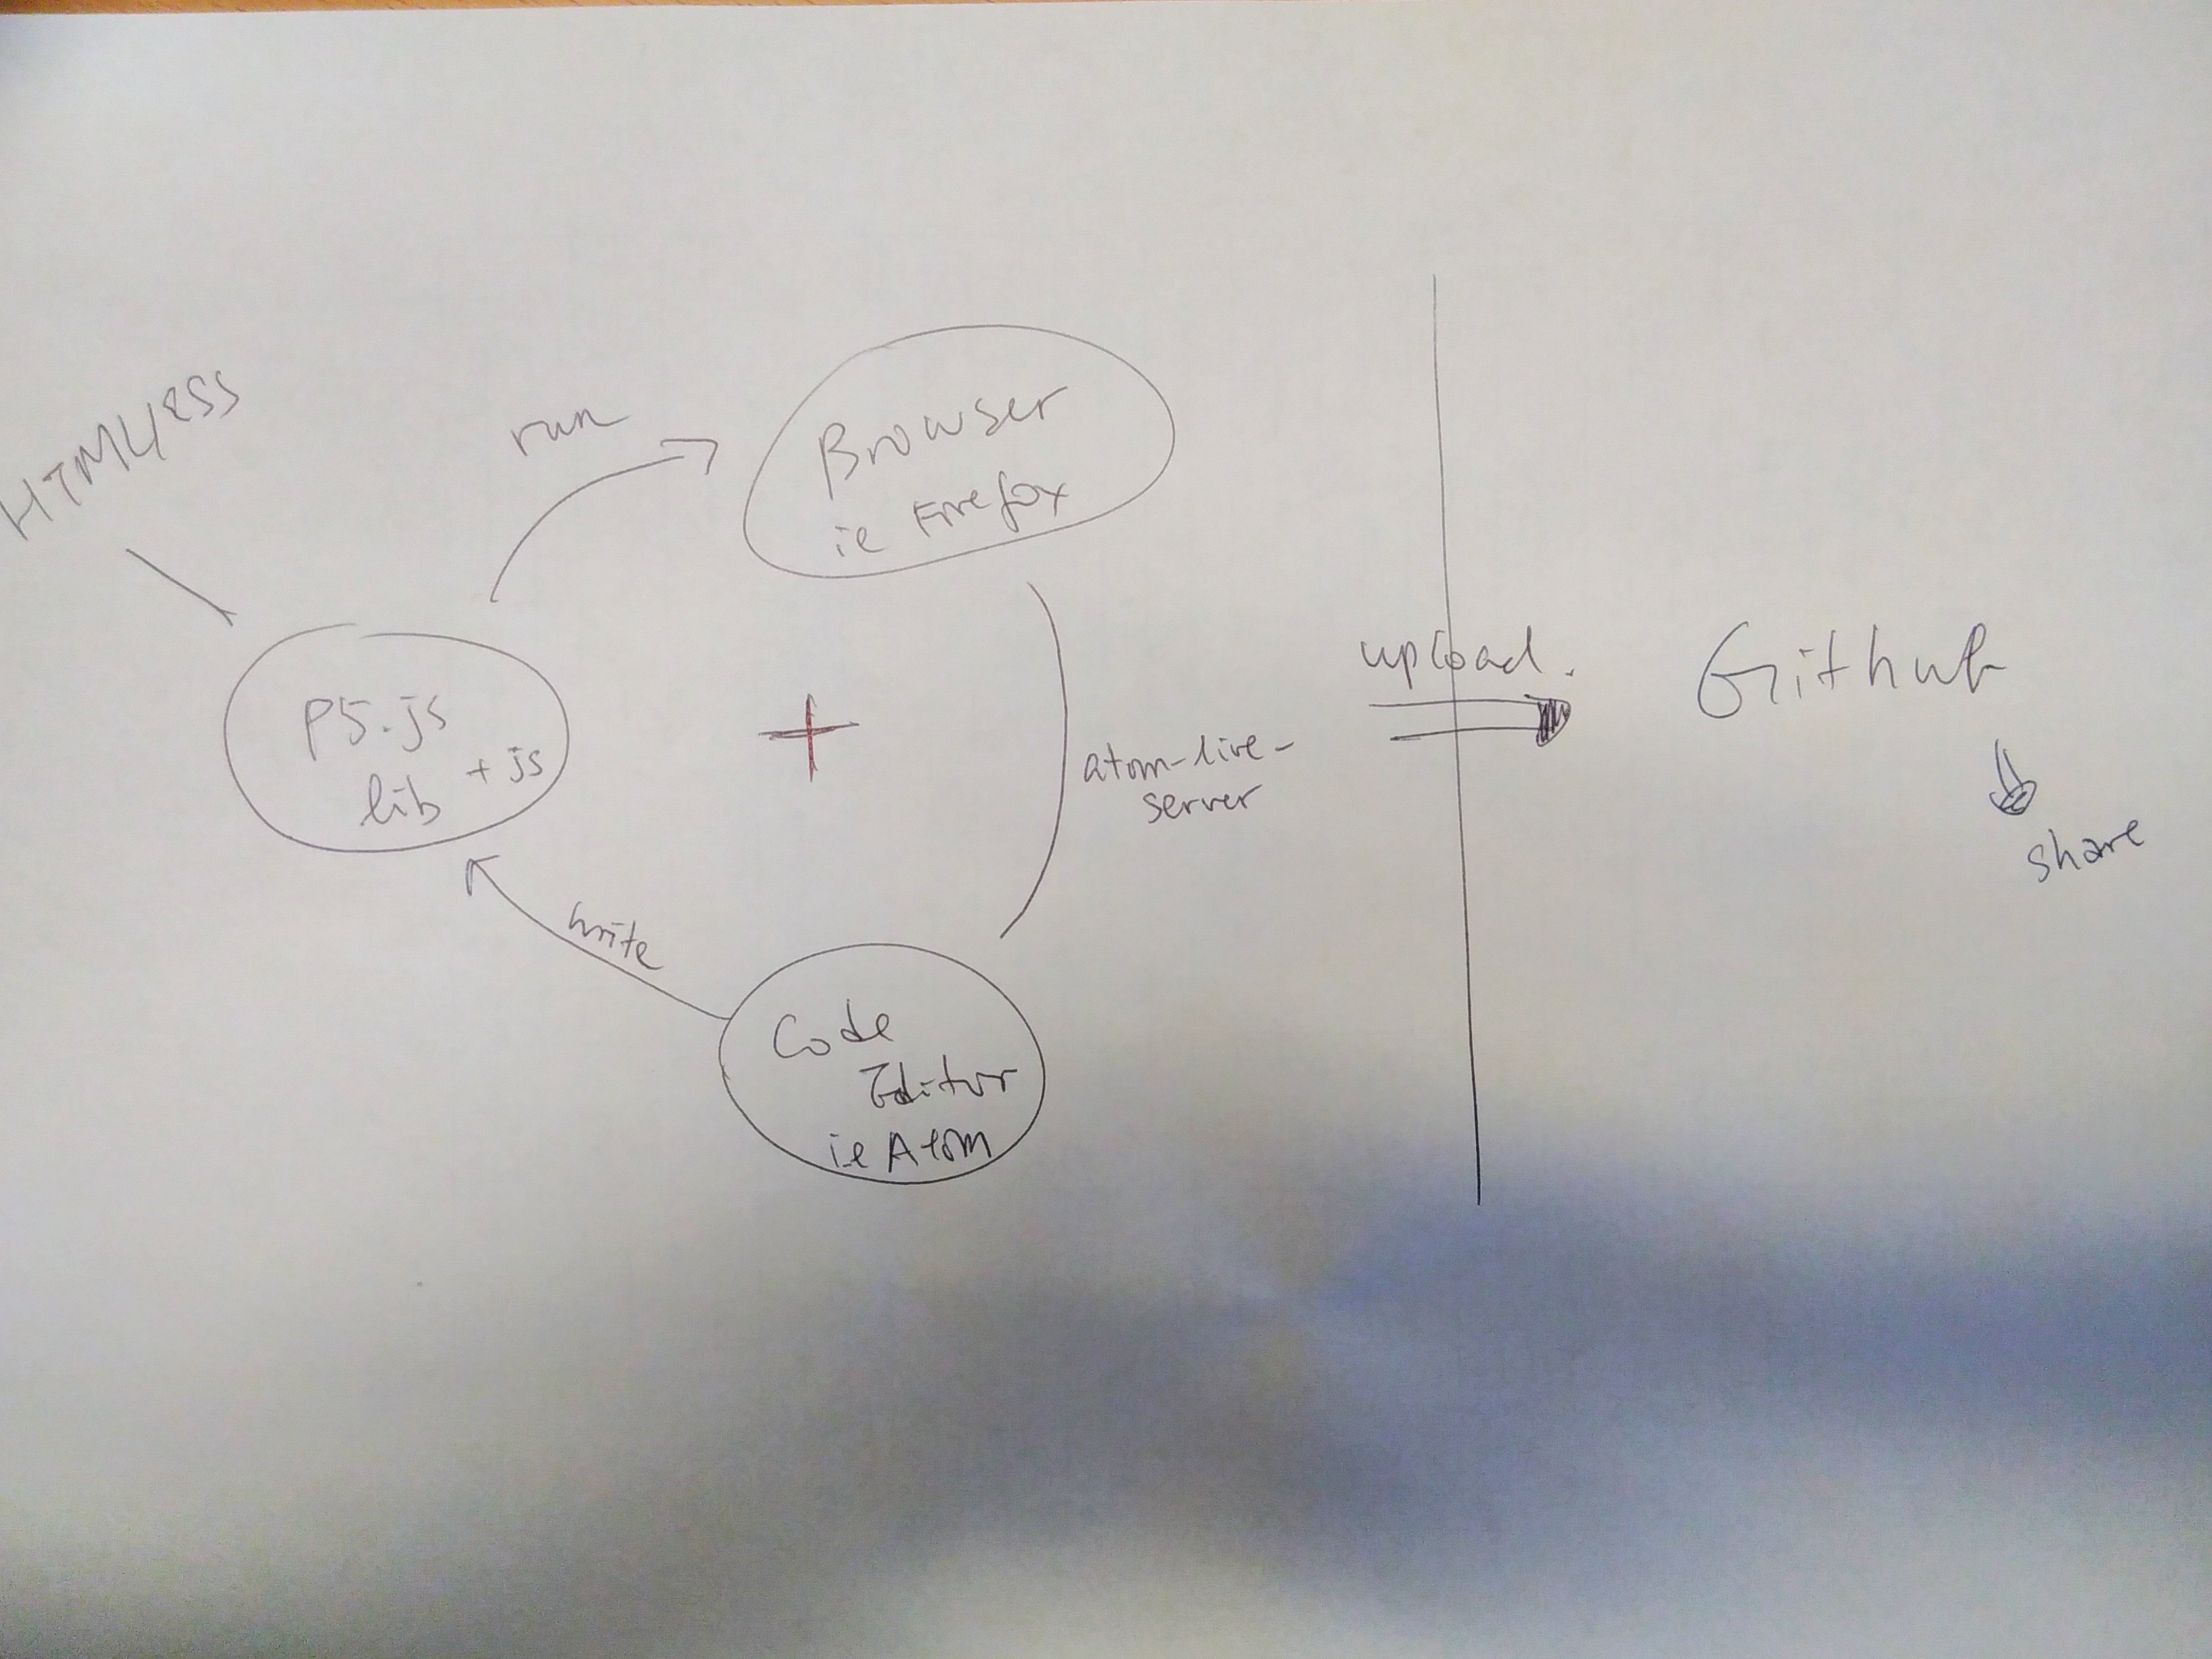 HTML/CSS
run
Browser
ie Firefox
P5.js
lib + js
+
atom-live-
server
write
Code
Editor
ie Atom
upload.
Github
share